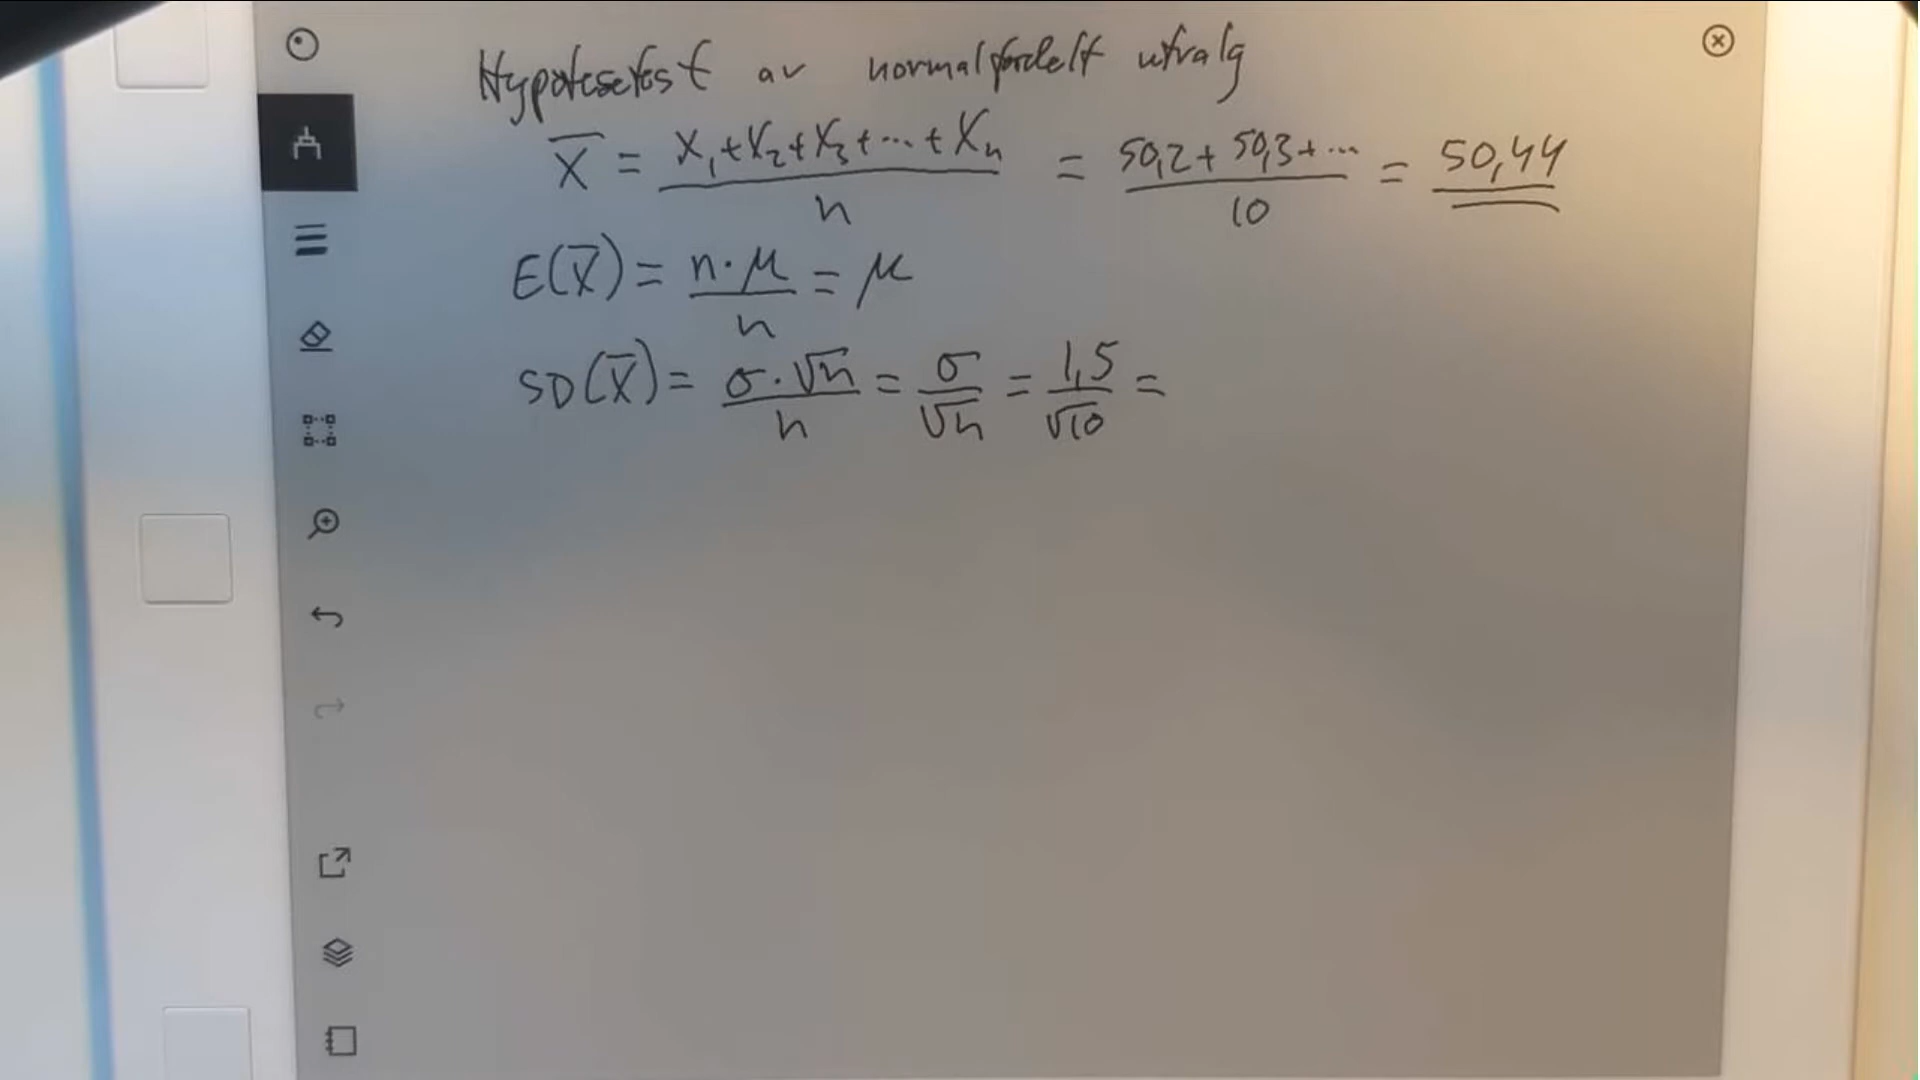 Hypotesetest av normalfordelt utvalg
X̄ = (X₁+X₂+X₃+...+Xₙ)/n = (50,2+50,3+...)/10 = 50,44
E(X̄) = (n·μ)/n = μ
SD(X̄) = (σ·√n)/n = σ/√n = 1,5/√10 =